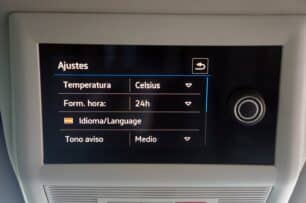 Ajustes
Temperatura Celsius
Form. hora: 24h
Idioma/Language
Tono aviso Medio